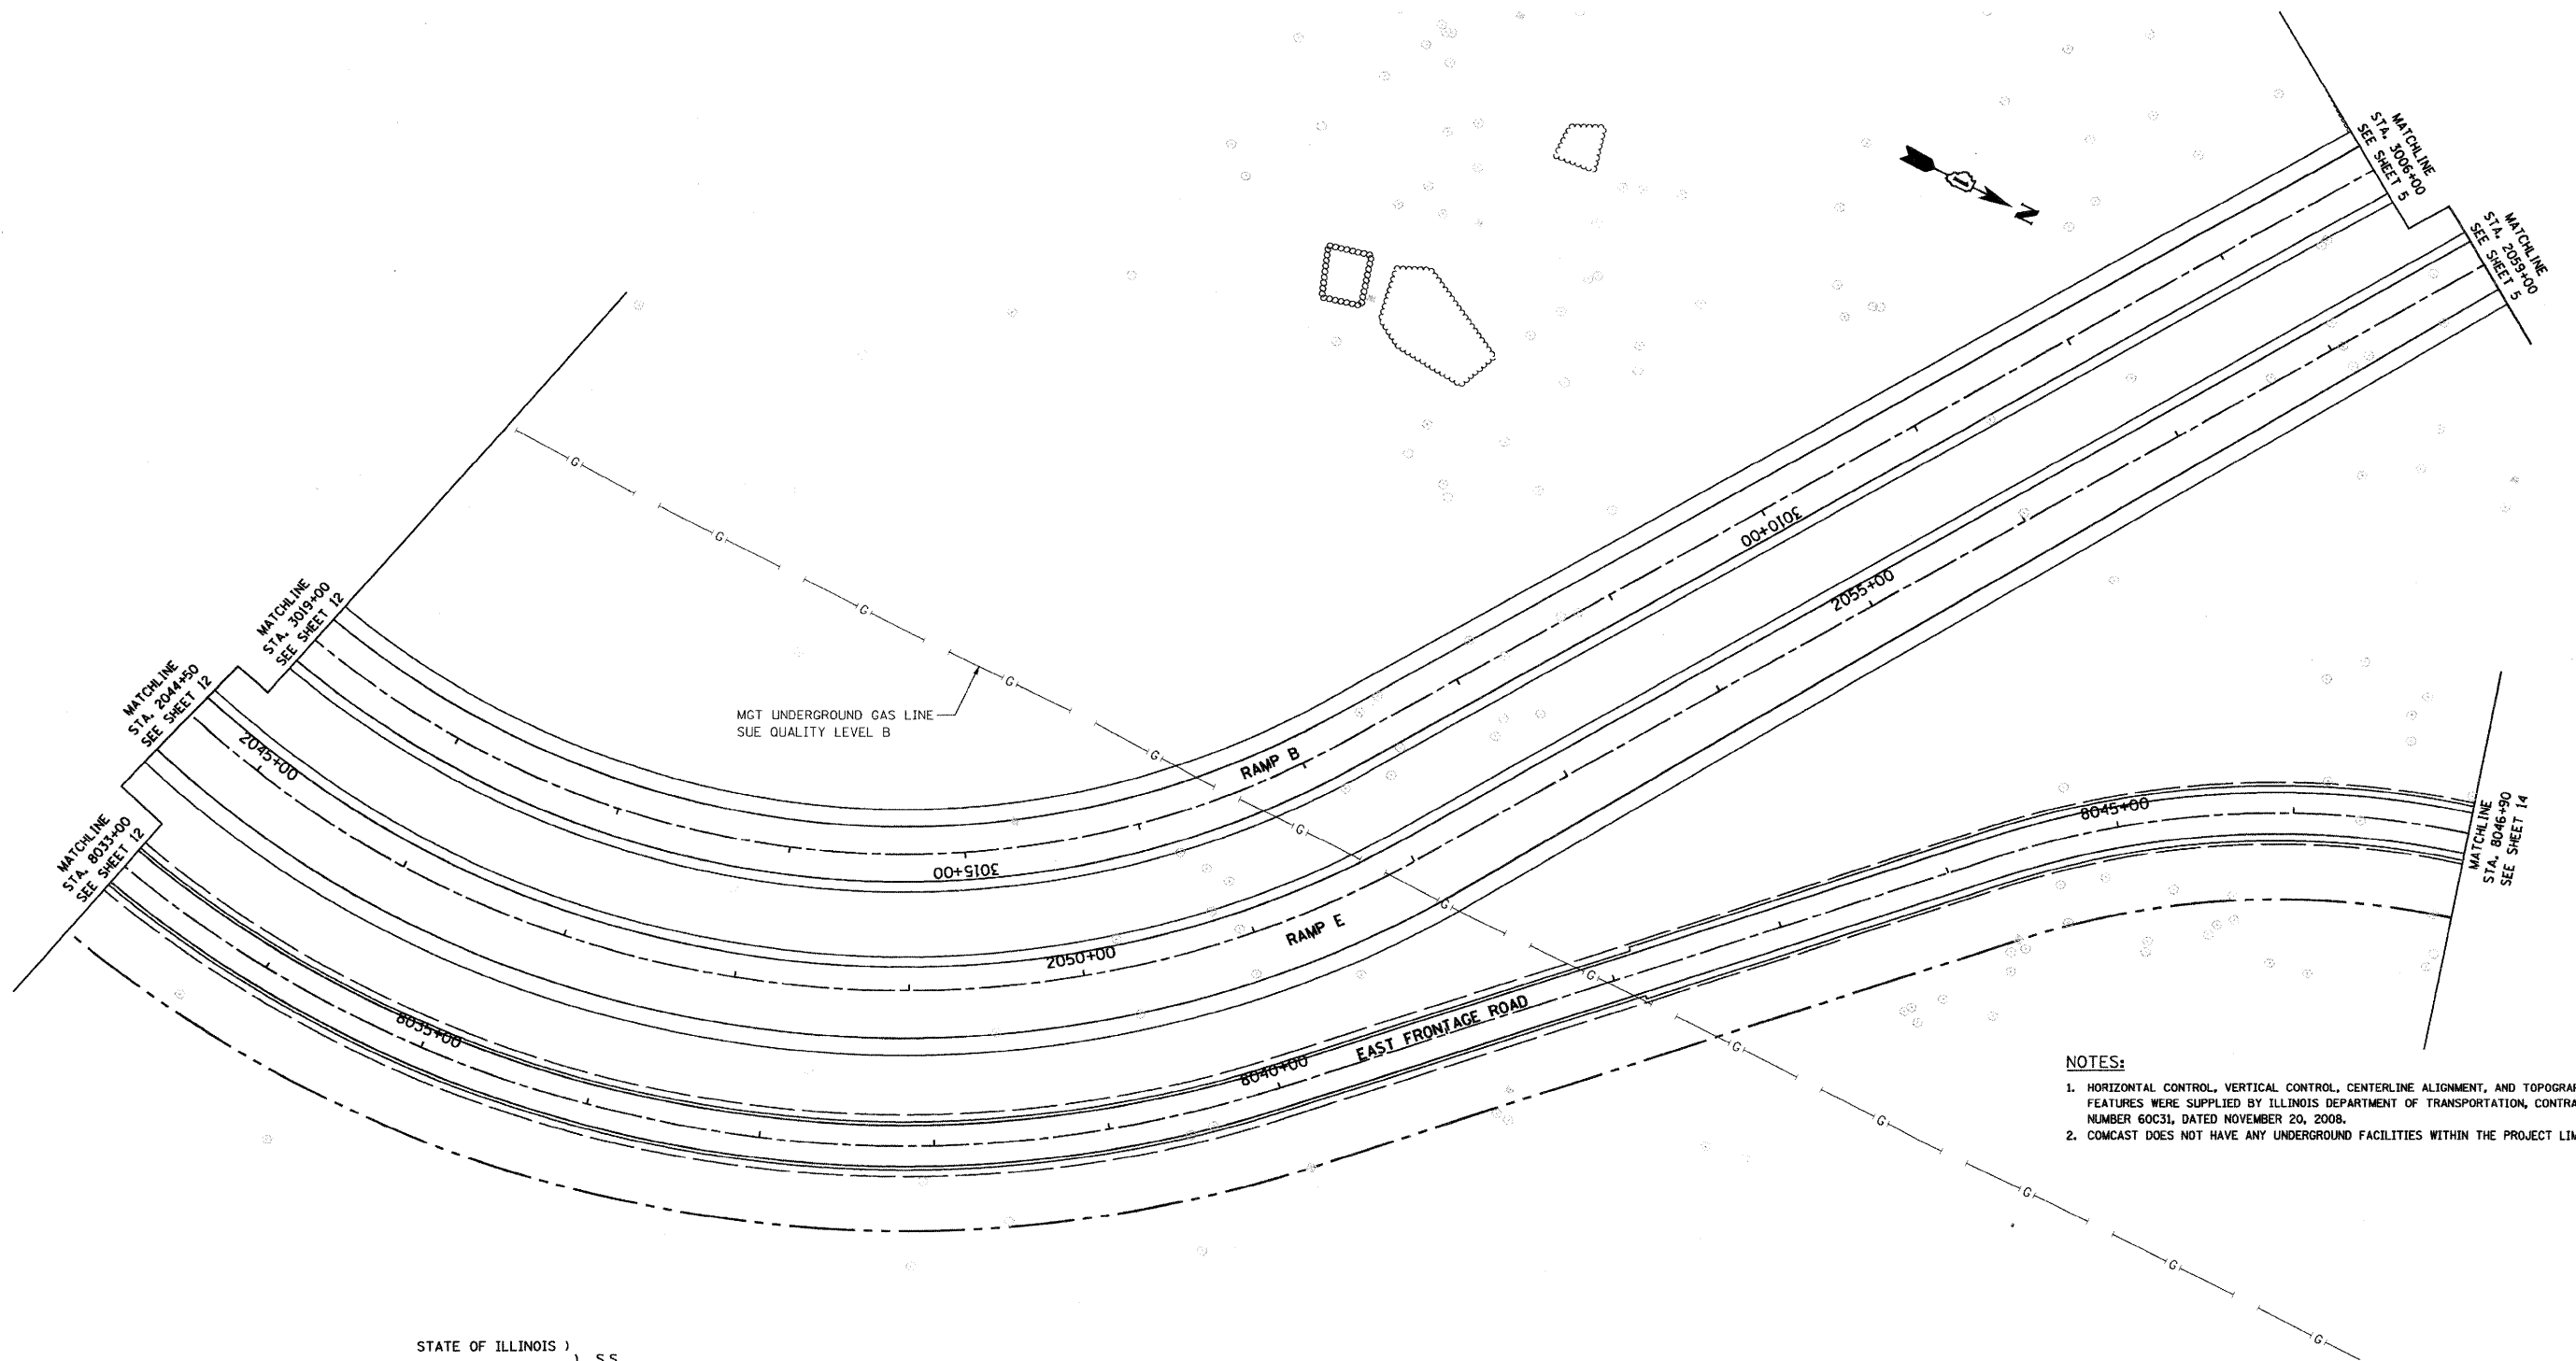 MATCHLINE
STA. 3006+00
SEE SHEET 5
MATCHLINE
STA. 2059+00
SEE SHEET 5
N
G
G
G
G
G
G
G
G
G
G
G
G
G
MATCHLINE
STA. 3019+00
SEE SHEET 12
MATCHLINE
STA. 2044+50
SEE SHEET 12
MATCHLINE
STA. 8033+00
SEE SHEET 12
MGT UNDERGROUND GAS LINE
SUE QUALITY LEVEL B
3010+00
2055+00
RAMP B
2045+00
3015+00
RAMP E
2050+00
8035+00
8040+00
EAST FRONTAGE ROAD
8045+00
MATCHLINE
STA. 8046+90
SEE SHEET 14
NOTES:
1. HORIZONTAL CONTROL, VERTICAL CONTROL, CENTERLINE ALIGNMENT, AND TOPOGRA
FEATURES WERE SUPPLIED BY ILLINOIS DEPARTMENT OF TRANSPORTATION, CONTRA
NUMBER 60C31, DATED NOVEMBER 20, 2008.
2. COMCAST DOES NOT HAVE ANY UNDERGROUND FACILITIES WITHIN THE PROJECT LI
STATE OF ILLINOIS )
) S.S.